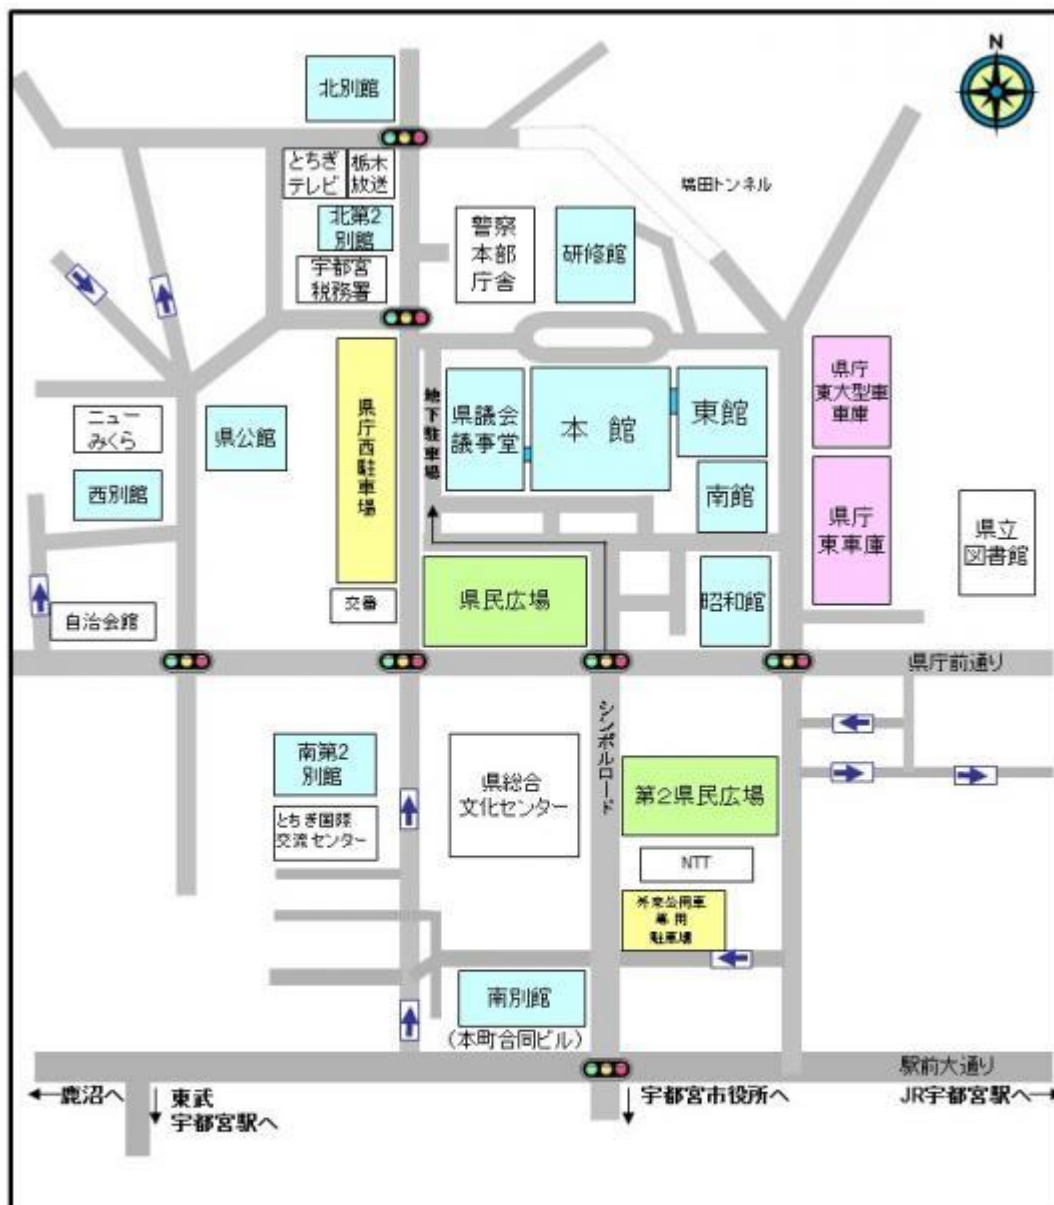 N
北別館
とちぎ
テレビ
栃木
放送
塙田トンネル
北第2
別館
警察
本部
庁舎
研修館
宇都宮
税務署
県庁
東大型車
車庫
県庁西駐車場
地下駐車場
県議会
議事堂
本 館
東館
ニュー
みくら
県公館
西別館
南館
県庁
東車庫
県立
図書館
県民広場
昭和館
交番
自治会館
県庁前通り
シンボルロード
南第2
別館
県総合
文化センター
第2県民広場
とちぎ国際
交流センター
NTT
外来公用車
専用
駐車場
南別館
(本町合同ビル)
駅前大通り
←鹿沼へ
東武
宇都宮駅へ
宇都宮市役所へ
JR宇都宮駅へ→